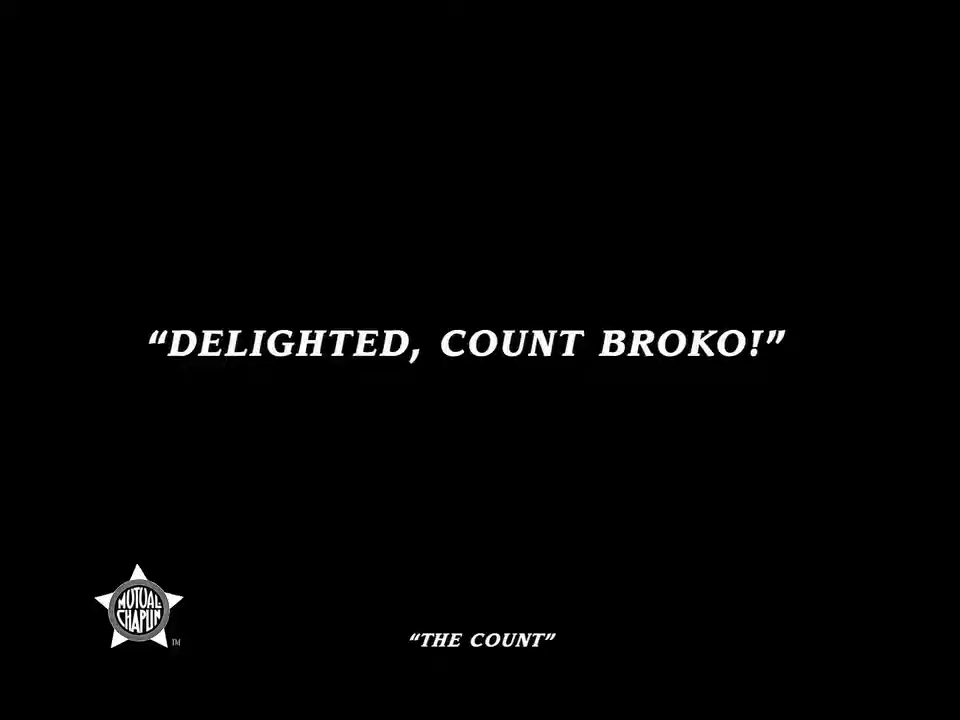 “DELIGHTED, COUNT BROKO!”
MUTUAL-
CHAPLIN
TM
“THE COUNT”